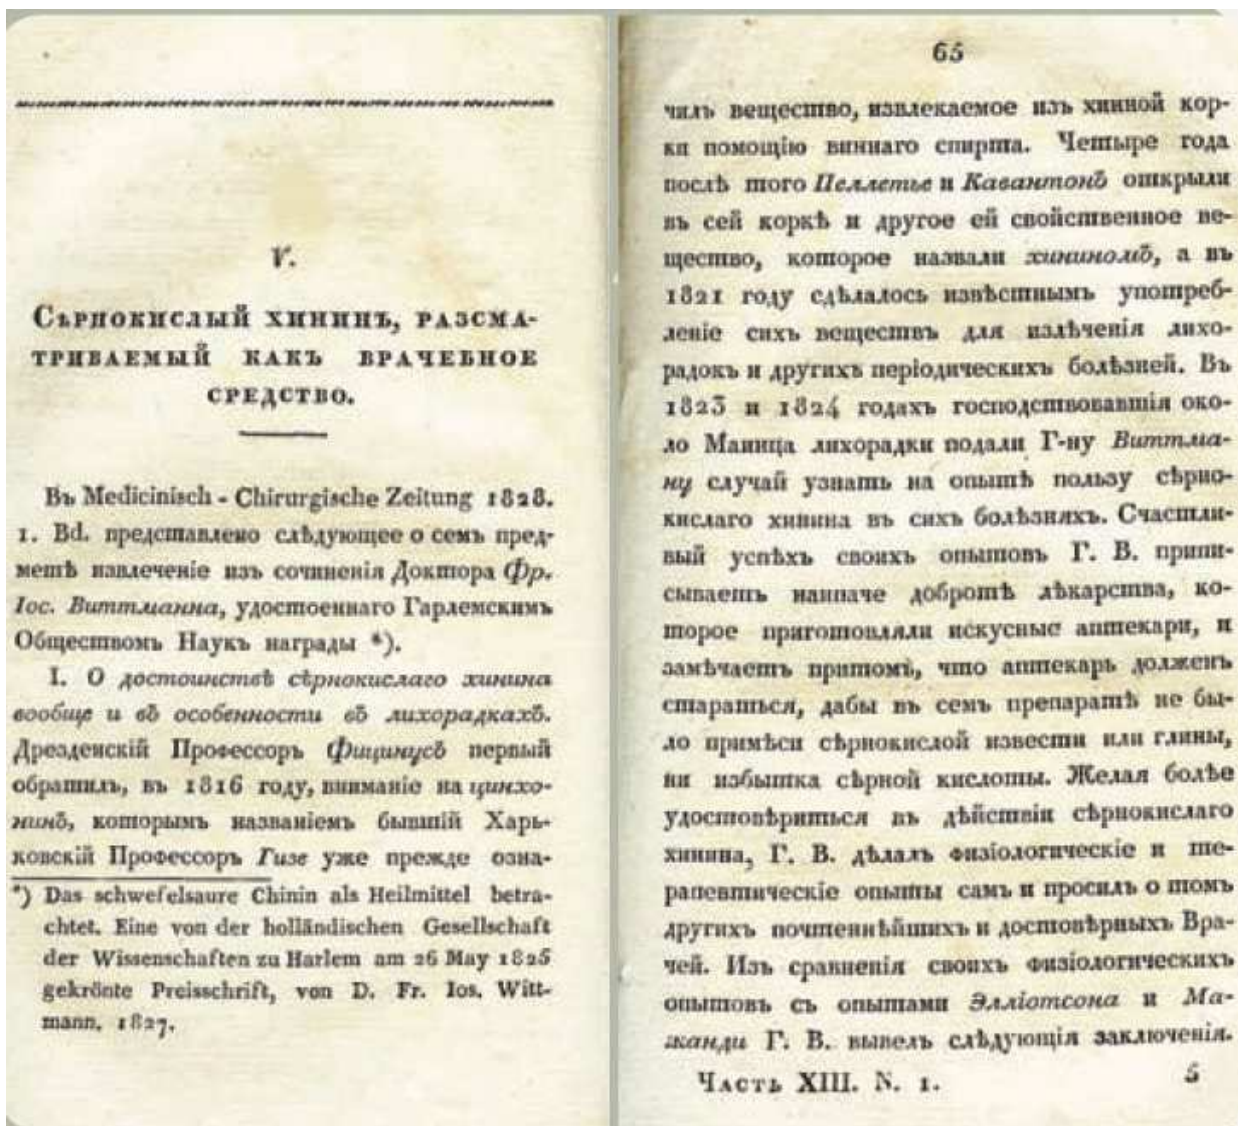 V.
Сѣрнокислый хининъ, разсма-
триваемый какъ врачебное
средство.
Въ Medicinisch - Chirurgische Zeitung 1828.
1. Bd. представлено слѣдующее о семъ пред-
метѣ извлеченіе изъ сочиненія Доктора Фр.
Іос. Виттманна, удостоеннаго Гарлемскимъ
Обществомъ Наукъ награды *).
I. О достоинствѣ сѣрнокислаго хинина
вообще и въ особенности въ лихорадкахъ.
Дрезденскій Профессоръ Фицинусъ первый
обратилъ, въ 1816 году, вниманіе на цинхо-
нинъ, которымъ названіемъ бывшій Харь-
ковскій Профессоръ Гизе уже прежде озна-
*) Das schwefelsaure Chinin als Heilmittel betra-
chtet. Eine von der holländischen Gesellschaft
der Wissenschaften zu Harlem am 26 May 1825
gekrönte Preisschrift, von D. Fr. Ios. Witt-
mann. 1827.
65
чилъ вещество, извлекаемое изъ хинной кор-
ки помощію виннаго спирта. Четыре года
послѣ того Пеллетье и Кавантонъ открыли
въ сей коркѣ и другое ей свойственное ве-
щество, которое назвали хининомъ, а въ
1821 году сдѣлалось извѣстнымъ употреб-
леніе сихъ веществъ для излѣченія лихо-
радокъ и другихъ періодическихъ болѣзней. Въ
1823 и 1824 годахъ господствовавшія око-
ло Маинца лихорадки подали Г-ну Виттма-
ну случай узнать на опытѣ пользу сѣрно-
кислаго хинина въ сихъ болѣзняхъ. Счастли-
вый успѣхъ своихъ опытовъ Г. В. припи-
сываетъ наипаче добротѣ лѣкарства, ко-
торое приготовляли искусные аптекари, и
замѣчаетъ притомъ, что аптекарь долженъ
стараться, дабы въ семъ препаратѣ не бы-
ло примѣси сѣрнокислой извести или глины,
ни избытка сѣрной кислоты. Желая болѣе
удостовѣриться въ дѣйствіи сѣрнокислаго
хинина, Г. В. дѣлалъ физіологическіе и те-
рапевтическіе опыты самъ и просилъ о томъ
другихъ почтеннѣйшихъ и достовѣрныхъ Вра-
чей. Изъ сравненія своихъ физіологическихъ
опытовъ съ опытами Элліотсона и Ма-
жанди Г. В. вывелъ слѣдующія заключенія.
Часть XIII. N. 1. 5